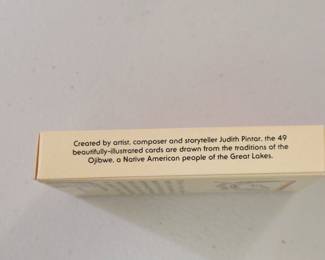 Created by artist, composer and storyteller Judith Pintar, the 49
beautifully-illustrated cards are drawn from the traditions of the
Ojibwe, a Native American people of the Great Lakes.